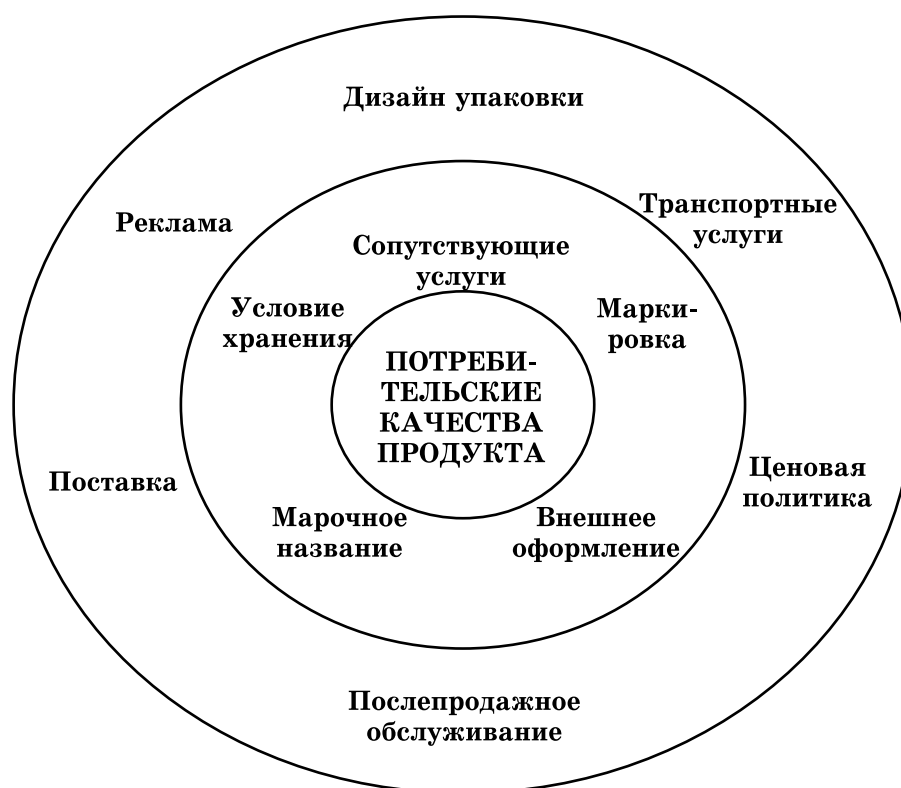 Дизайн упаковки
Реклама
Транспортные
услуги
Сопутствующие
услуги
Условие
хранения
Марки-
ровка
ПОТРЕБИ-
ТЕЛЬСКИЕ
КАЧЕСТВА
ПРОДУКТА
Поставка
Ценовая
политика
Марочное
название
Внешнее
оформление
Послепродажное
обслуживание